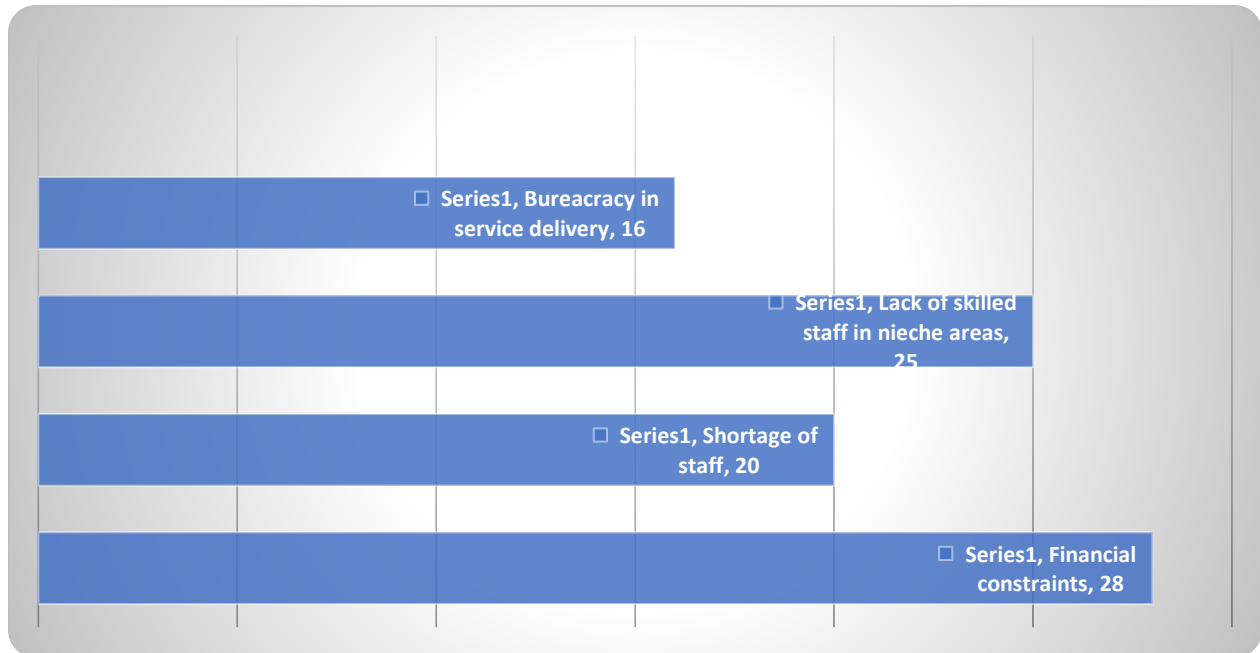 Series1, Bureacracy in
service delivery, 16
Series1, Lack of skilled
staff in nieche areas,
25
Series1, Shortage of
staff, 20
Series1, Financial
constraints, 28